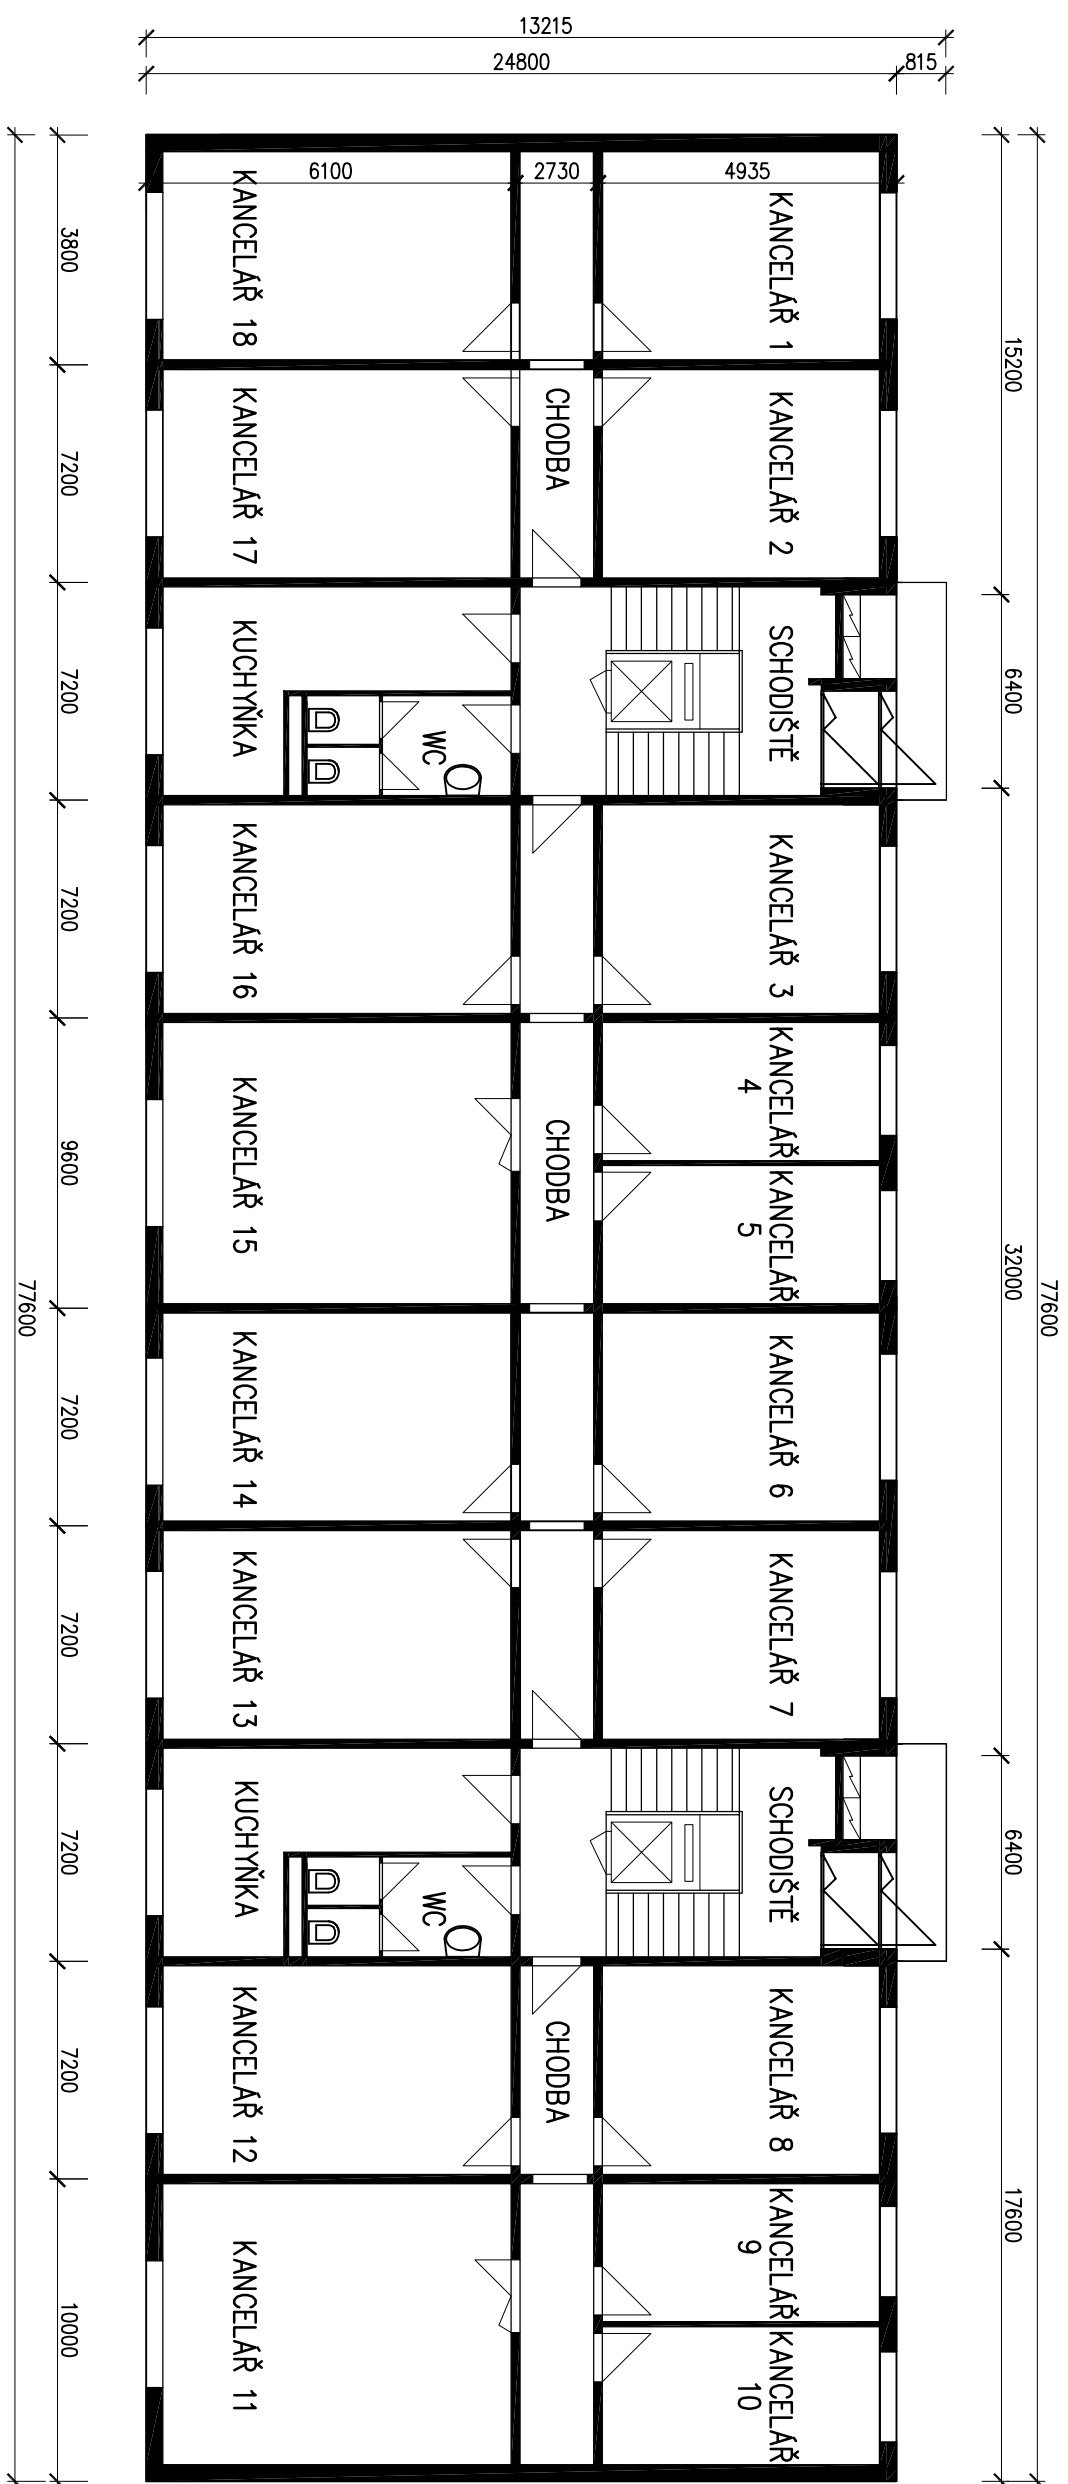 13215
24800
815
6100
2730
4935
KANCELÁŘ 18
KANCELÁŘ 1
3800
15200
KANCELÁŘ 17
CHODBA
KANCELÁŘ 2
7200
KUCHYŇKA
WC
SCHODIŠTĚ
7200
6400
KANCELÁŘ 16
KANCELÁŘ 3
7200
KANCELÁŘ 15
CHODBA
KANCELÁŘ
4
KANCELÁŘ
5
9600
32000
77600
77600
KANCELÁŘ 14
KANCELÁŘ 6
7200
KANCELÁŘ 13
KANCELÁŘ 7
7200
KUCHYŇKA
WC
SCHODIŠTĚ
7200
6400
KANCELÁŘ 12
CHODBA
KANCELÁŘ 8
7200
17600
KANCELÁŘ 11
KANCELÁŘ
9
KANCELÁŘ
10
10000